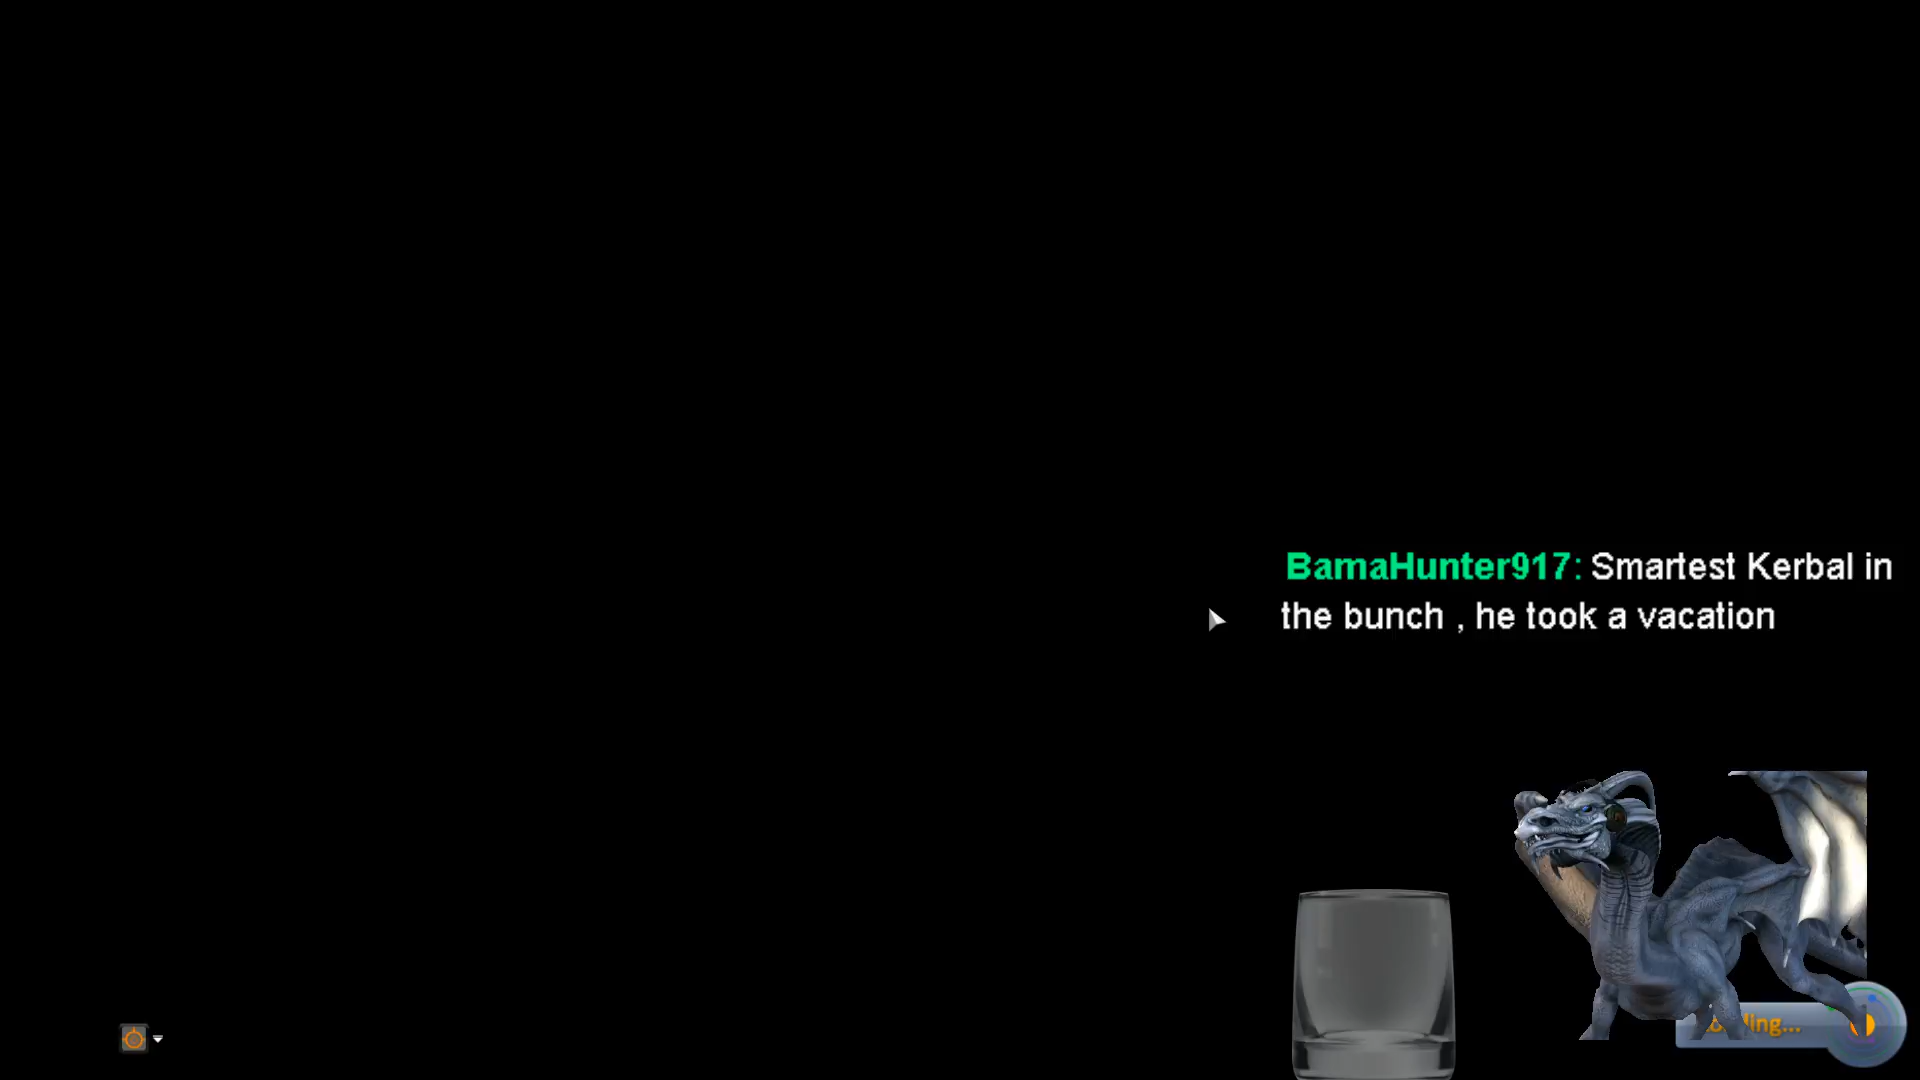 BamaHunter917: Smartest Kerbal in
the bunch , he took a vacation